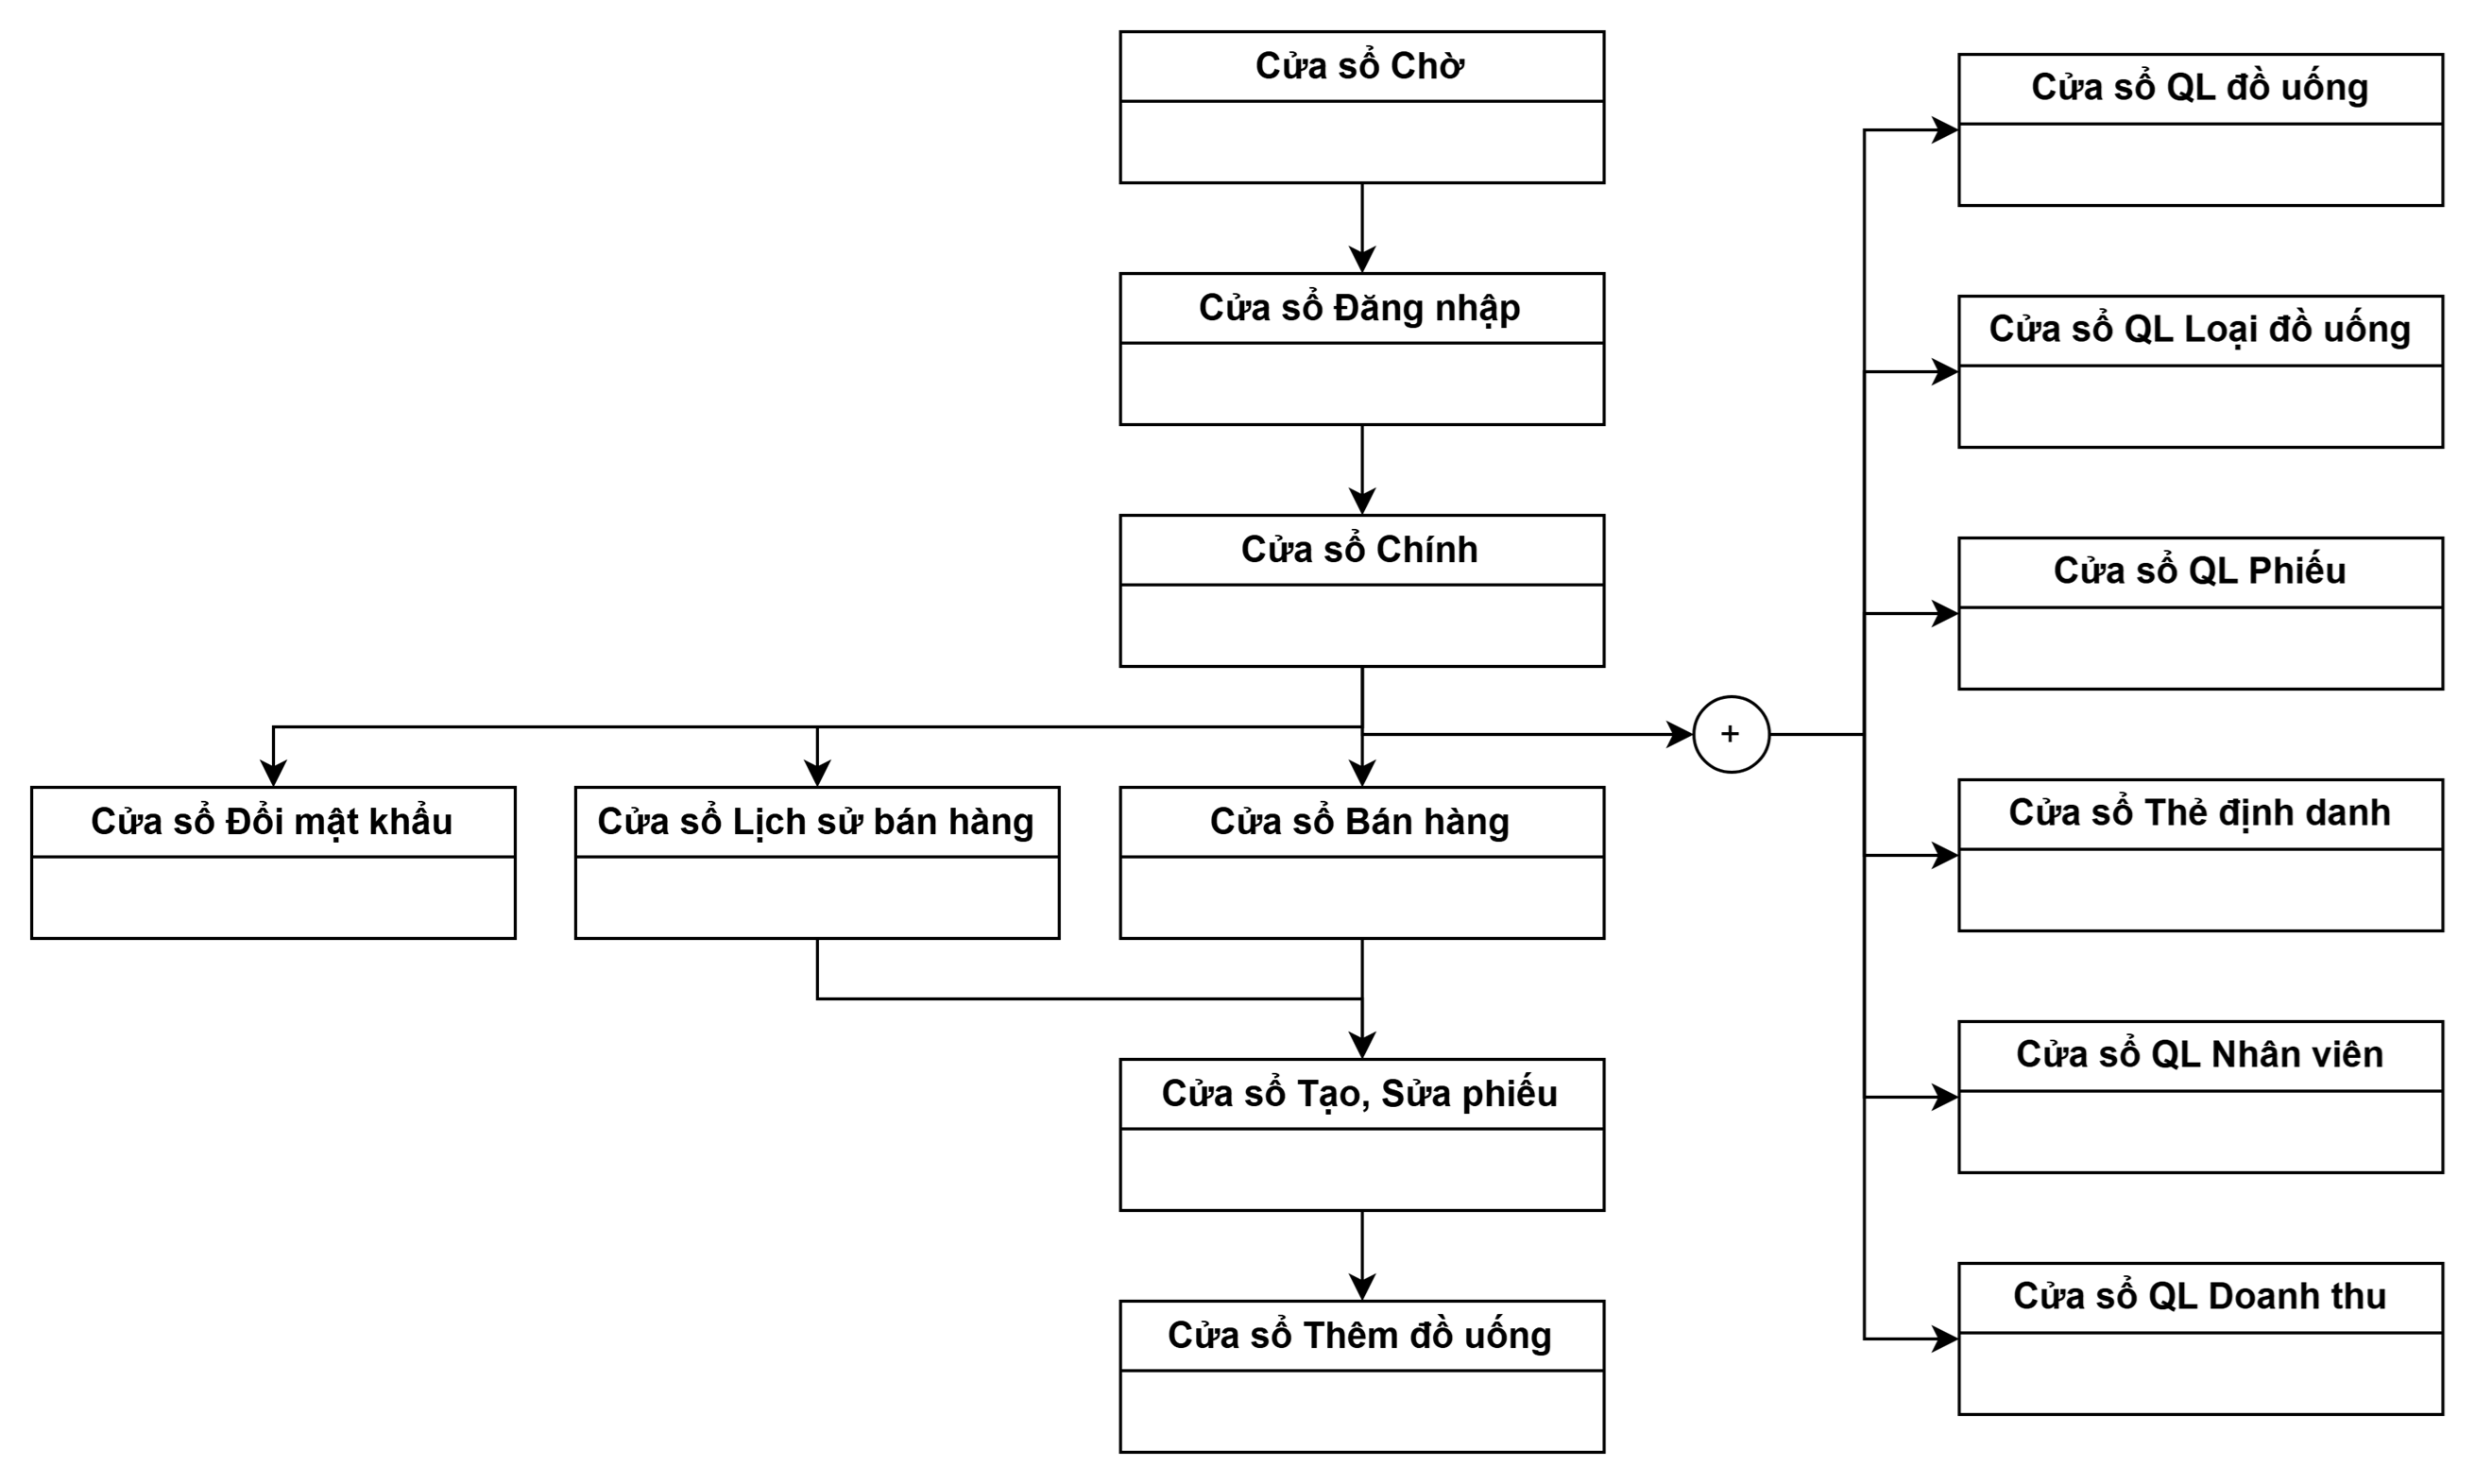 Cửa sổ Chờ
Cửa sổ Đăng nhập
Cửa sổ Chính
+
Cửa sổ Đổi mật khẩu
Cửa sổ Lịch sử bán hàng
Cửa sổ Bán hàng
Cửa sổ Tạo, Sửa phiếu
Cửa sổ Thêm đồ uống
Cửa sổ QL đồ uống
Cửa sổ QL Loại đồ uống
Cửa sổ QL Phiếu
Cửa sổ Thẻ định danh
Cửa sổ QL Nhân viên
Cửa sổ QL Doanh thu